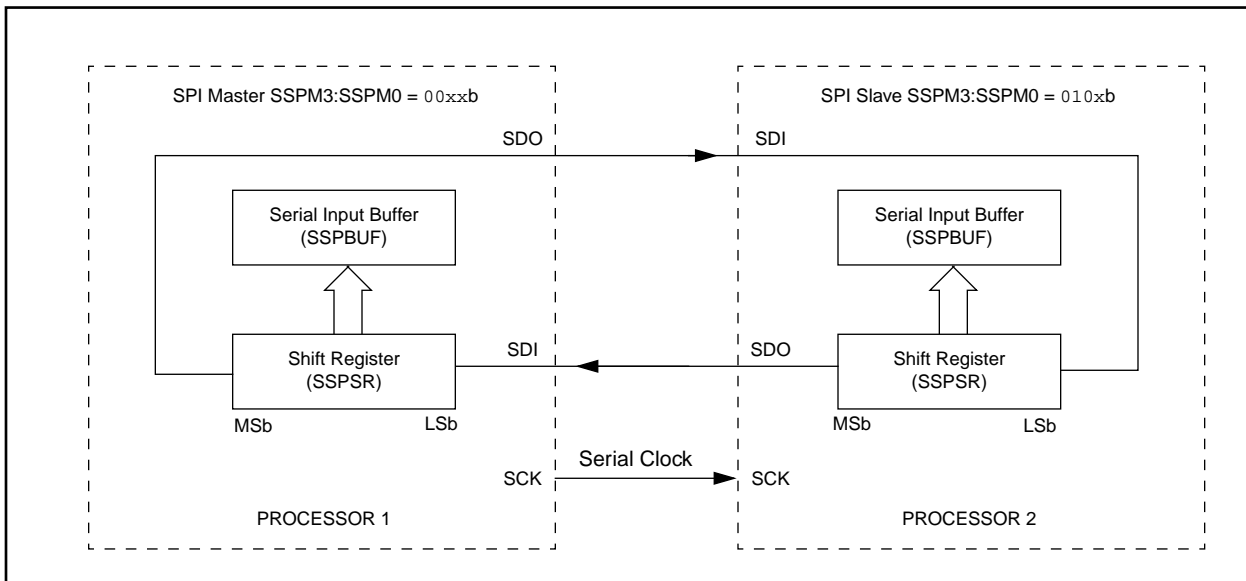 SPI Master SSPM3:SSPM0 = 00xxb
SPI Slave SSPM3:SSPM0 = 010xb
SDO
SDI
Serial Input Buffer
(SSPBUF)
Serial Input Buffer
(SSPBUF)
Shift Register
(SSPSR)
SDI
SDO
Shift Register
(SSPSR)
MSb
LSb
MSb
LSb
Serial Clock
SCK
SCK
PROCESSOR 1
PROCESSOR 2